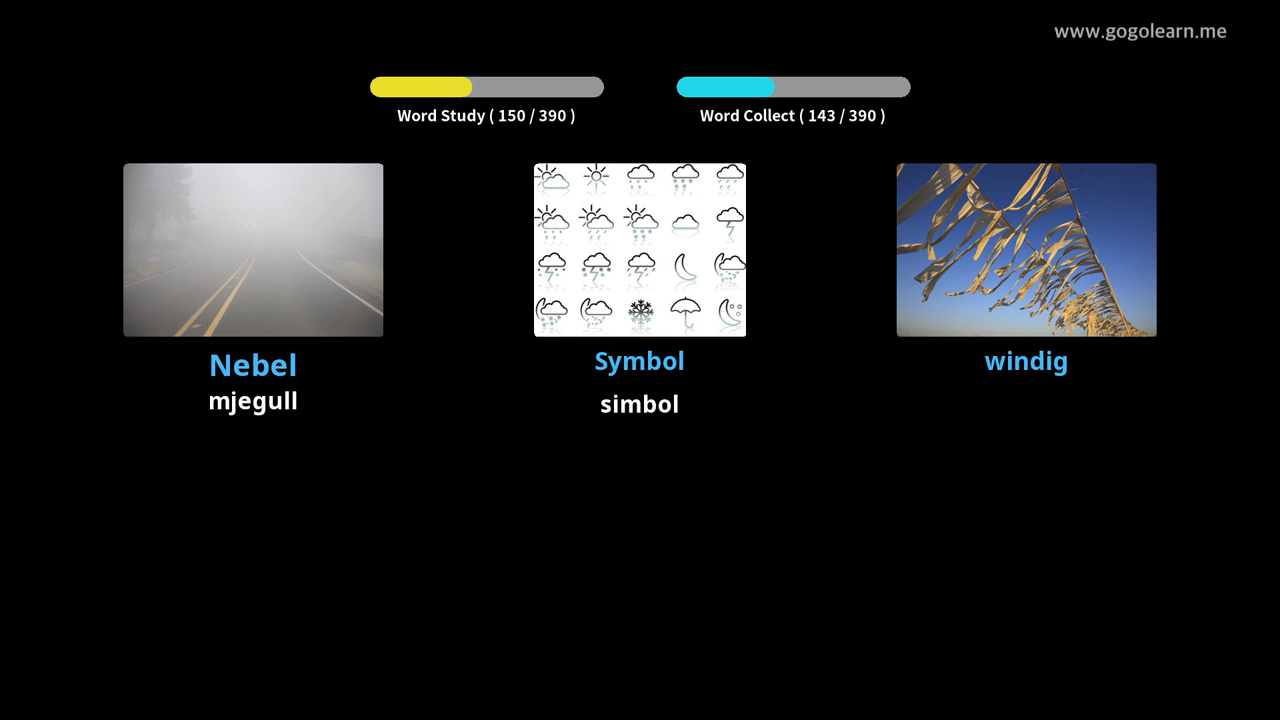 www.gogolearn.me
Word Study ( 150 / 390 )
Word Collect ( 143 / 390 )
Nebel
mjegull
Symbol
simbol
windig